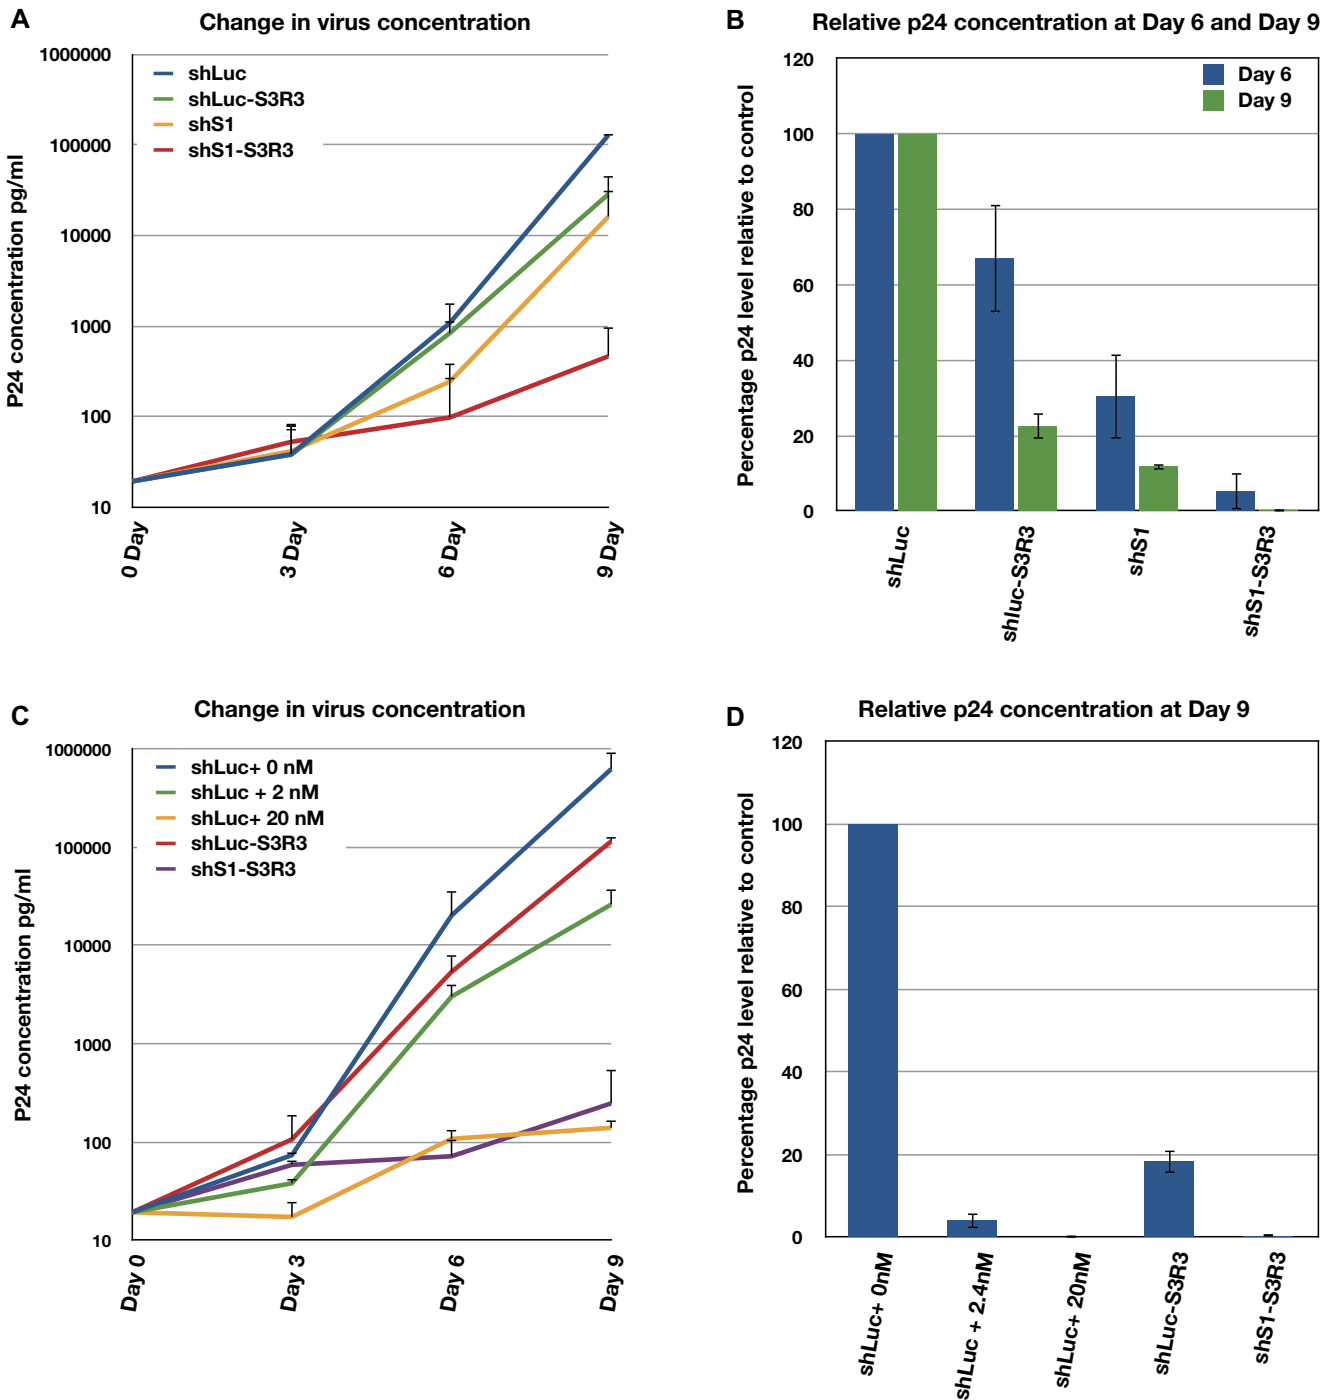 A
Change in virus concentration
P24 concentration pg/ml
1000000
100000
10000
1000
100
10
shLuc
shLuc-S3R3
shS1
shS1-S3R3
0 Day
3 Day
6 Day
9 Day
B
Relative p24 concentration at Day 6 and Day 9
Percentage p24 level relative to control
120
100
80
60
40
20
0
Day 6
Day 9
shLuc
shluc-S3R3
shS1
shS1-S3R3
C
Change in virus concentration
P24 concentration pg/ml
1000000
100000
10000
1000
100
10
shLuc+ 0 nM
shLuc + 2 nM
shLuc+ 20 nM
shLuc-S3R3
shS1-S3R3
Day 0
Day 3
Day 6
Day 9
D
Relative p24 concentration at Day 9
Percentage p24 level relative to control
120
100
80
60
40
20
0
shLuc+ 0nM
shLuc + 2.4nM
shLuc+ 20nM
shLuc-S3R3
shS1-S3R3